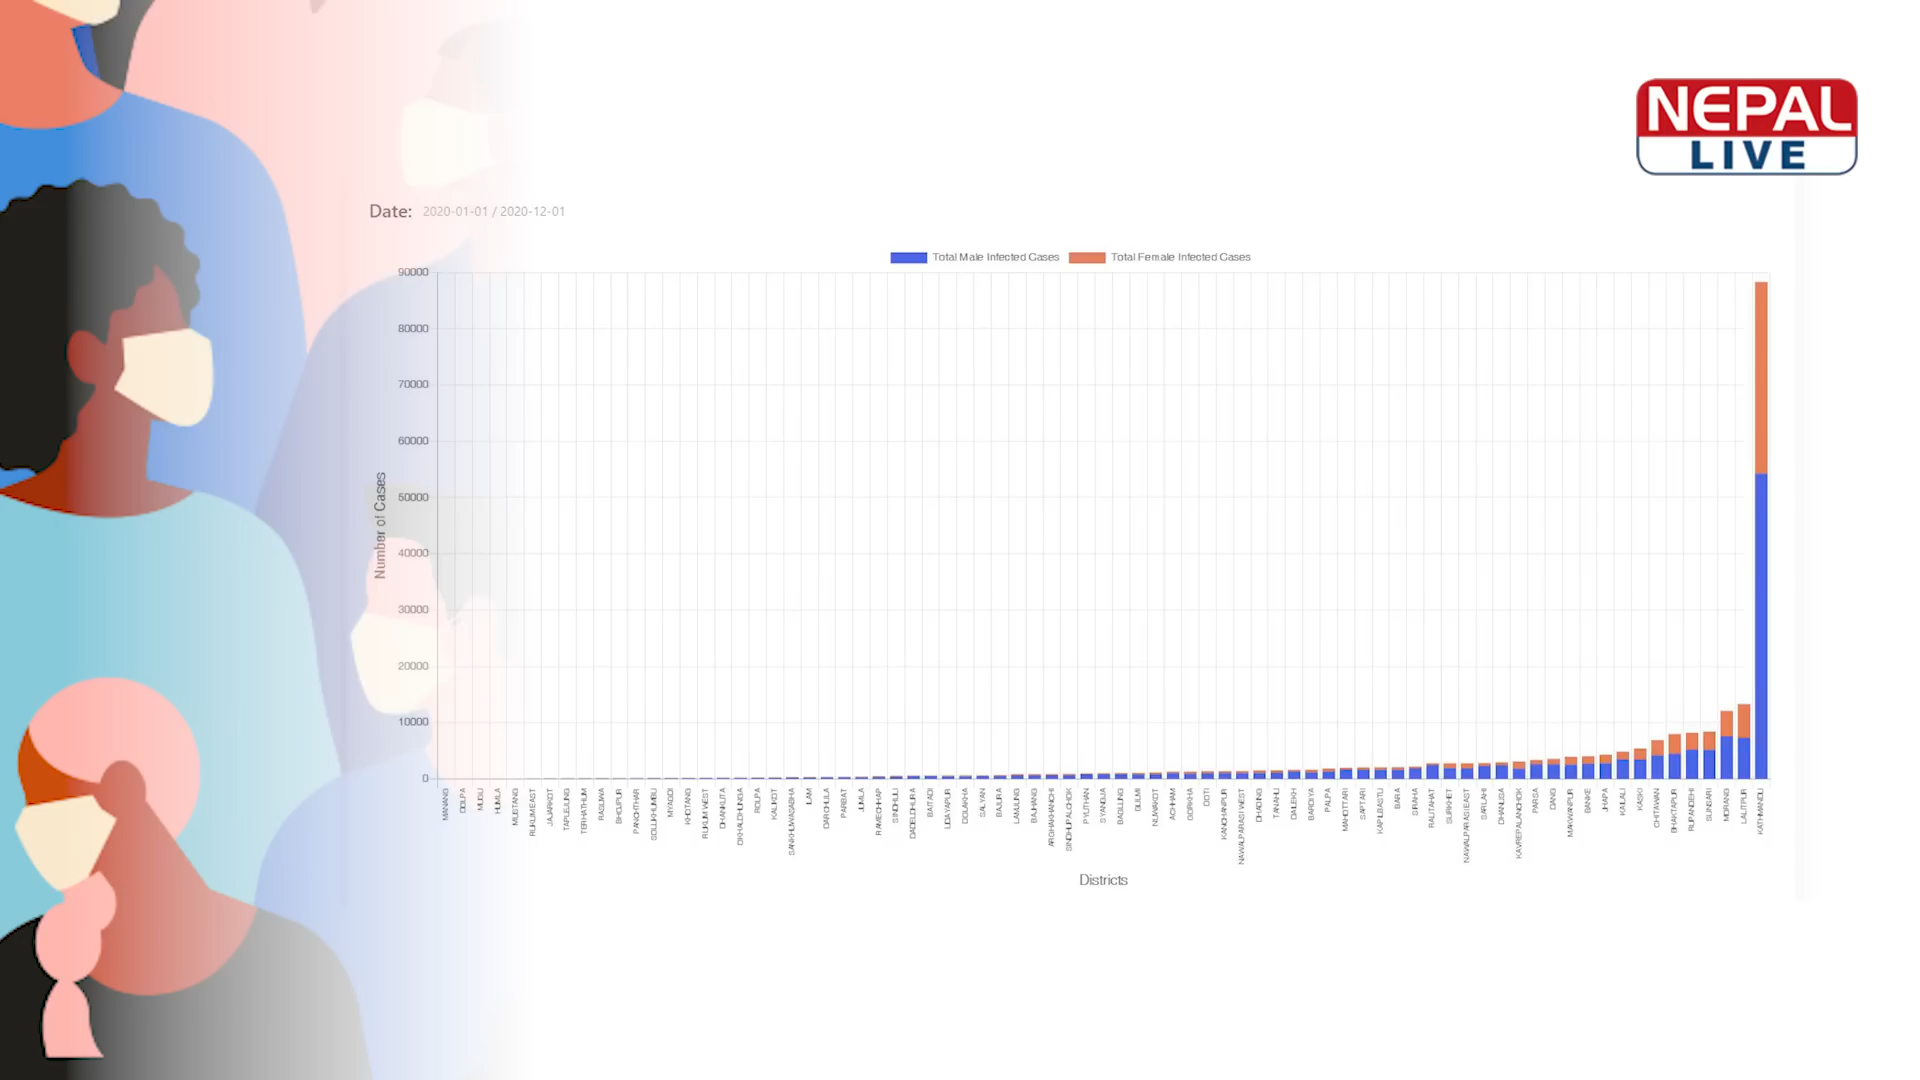 NEPAL
LIVE
Date: 2020-01-01 / 2020-12-01
Total Male Infected Cases Total Female Infected Cases
Number of Cases
90000
80000
70000
60000
50000
40000
30000
20000
10000
0
MANANG
DOLPA
MUGU
HUMLA
MUSTANG
RUKUM EAST
JAJARKOT
TAPLEJUNG
TERHATHUM
RASUWA
BHOJPUR
PANCHTHAR
SOLUKHUMBU
MYAGDI
KHOTANG
RUKUM WEST
DHANKUTA
OKHALDHUNGA
ROLPA
KALIKOT
SANKHUWASABHA
ILAM
DARCHULA
PARBAT
JUMLA
RAMECHHAP
SINDHULI
DADELDHURA
BAITADI
UDAYAPUR
DOLAKHA
SALYAN
BAJURA
LAMJUNG
BAJHANG
ARGHAKHANCHI
SINDHUPALCHOK
PYUTHAN
SYANGJA
BAGLUNG
GULMI
NUWAKOT
ACHHAM
GORKHA
DOTI
KANCHANPUR
NAWALPARASI WEST
DHADING
TANAHU
DAILEKH
BARDIYA
PALPA
MAHOTTARI
SAPTARI
KAPILBASTU
BARA
SIRAHA
RAUTAHAT
SURKHET
NAWALPARASI EAST
SARLAHI
DHANUSA
KAVREPALANCHOK
PARSA
DANG
MAKWANPUR
BANKE
JHAPA
KAILALI
KASKI
CHITAWAN
BHAKTAPUR
RUPANDEHI
SUNSARI
MORANG
LALITPUR
KATHMANDU
Districts